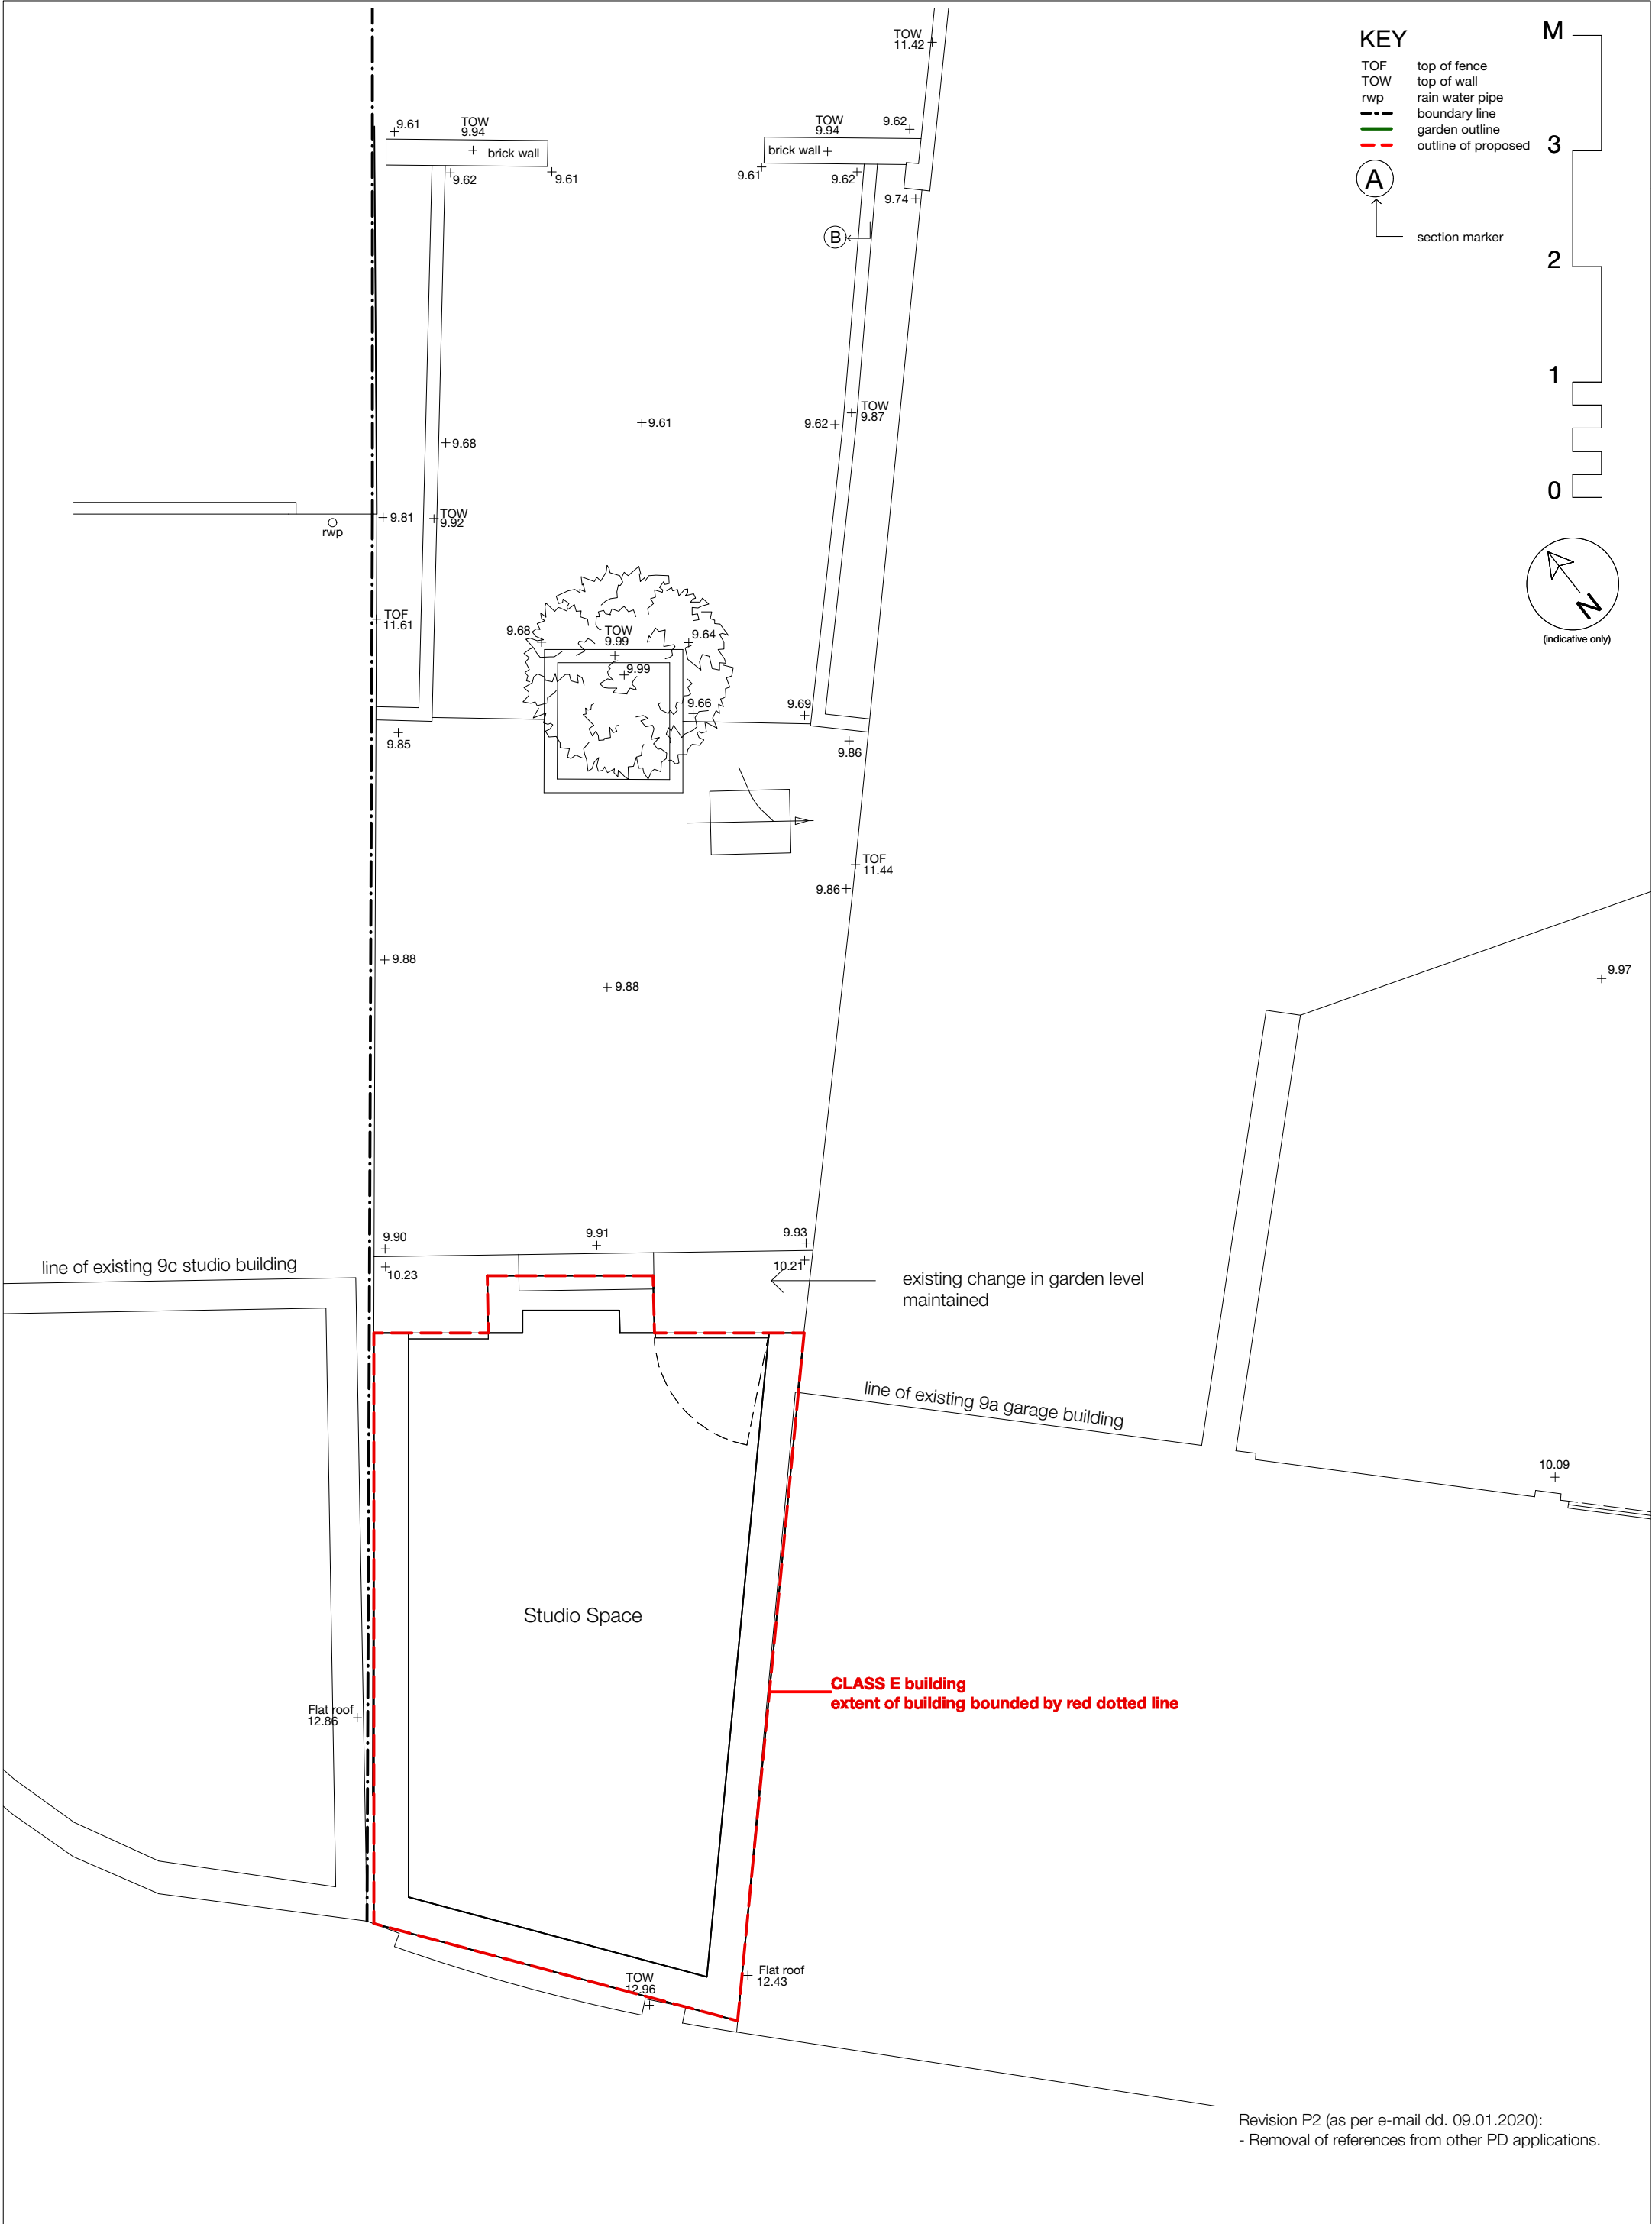 TOW
11.42
KEY
TOF top of fence
TOW top of wall
rwp rain water pipe
boundary line
garden outline
outline of proposed
A
section marker
M
3
2
1
0
N
(indicative only)
9.61
TOW
9.94
brick wall
9.62
9.61
TOW
9.94
9.62
brick wall
9.61
9.62
9.74
B
9.61
9.62
TOW
9.87
9.68
9.81
TOW
9.92
rwp
TOF
11.61
9.68
TOW
9.99
9.64
9.99
9.66
9.69
9.85
9.86
TOF
11.44
9.86
9.88
9.88
9.97
9.90
9.91
9.93
10.23
10.21
line of existing 9c studio building
existing change in garden level
maintained
line of existing 9a garage building
10.09
Studio Space
CLASS E building
extent of building bounded by red dotted line
Flat roof
12.86
TOW
12.96
Flat roof
12.43
Revision P2 (as per e-mail dd. 09.01.2020):
- Removal of references from other PD applications.